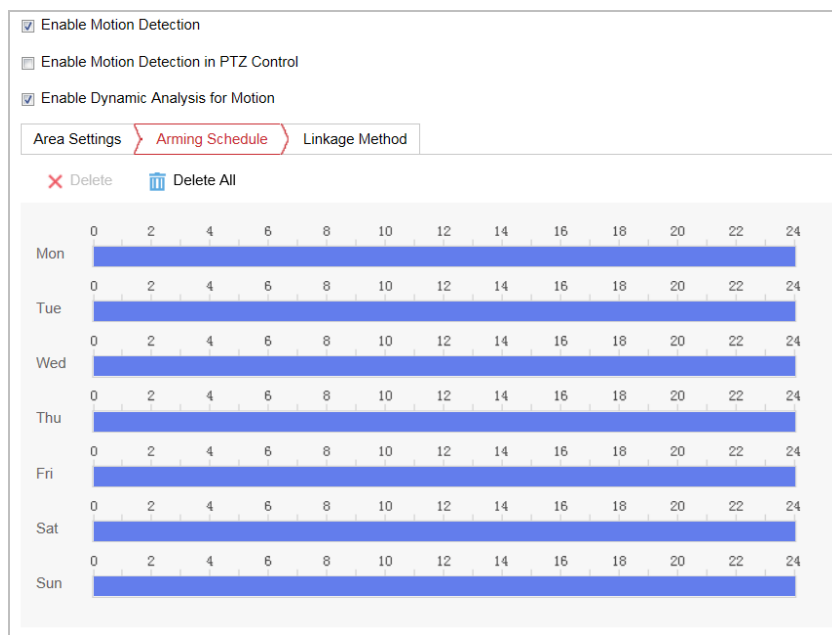 Enable Motion Detection
Enable Motion Detection in PTZ Control
Enable Dynamic Analysis for Motion
Area Settings Arming Schedule Linkage Method
Delete Delete All
0 2 4 6 8 10 12 14 16 18 20 22 24
Mon
0 2 4 6 8 10 12 14 16 18 20 22 24
Tue
0 2 4 6 8 10 12 14 16 18 20 22 24
Wed
0 2 4 6 8 10 12 14 16 18 20 22 24
Thu
0 2 4 6 8 10 12 14 16 18 20 22 24
Fri
0 2 4 6 8 10 12 14 16 18 20 22 24
Sat
0 2 4 6 8 10 12 14 16 18 20 22 24
Sun